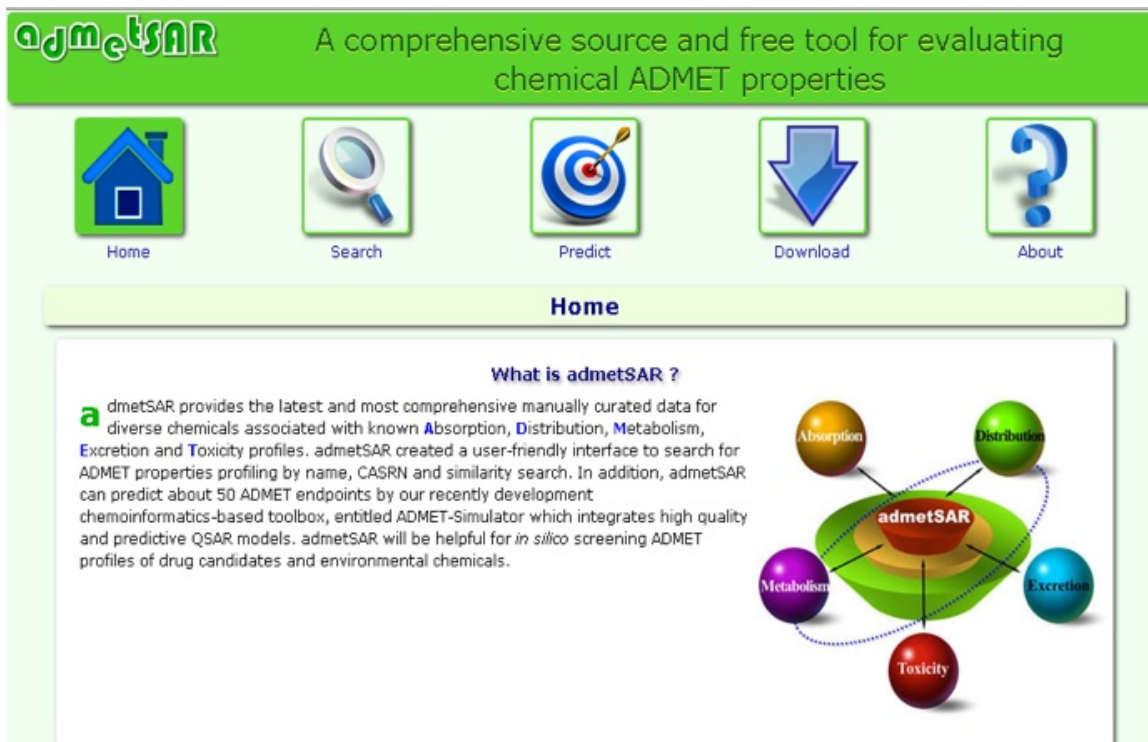 admetSAR
A comprehensive source and free tool for evaluating
chemical ADMET properties
Home
Search
Predict
Download
About
Home
What is admetSAR ?
admetSAR provides the latest and most comprehensive manually curated data for
diverse chemicals associated with known Absorption, Distribution, Metabolism,
Excretion and Toxicity profiles. admetSAR created a user-friendly interface to search for
ADMET properties profiling by name, CASRN and similarity search. In addition, admetSAR
can predict about 50 ADMET endpoints by our recently development
chemoinformatics-based toolbox, entitled ADMET-Simulator which integrates high quality
and predictive QSAR models. admetSAR will be helpful for in silico screening ADMET
profiles of drug candidates and environmental chemicals.
Absorption
Distribution
admetSAR
Metabolism
Excretion
Toxicity